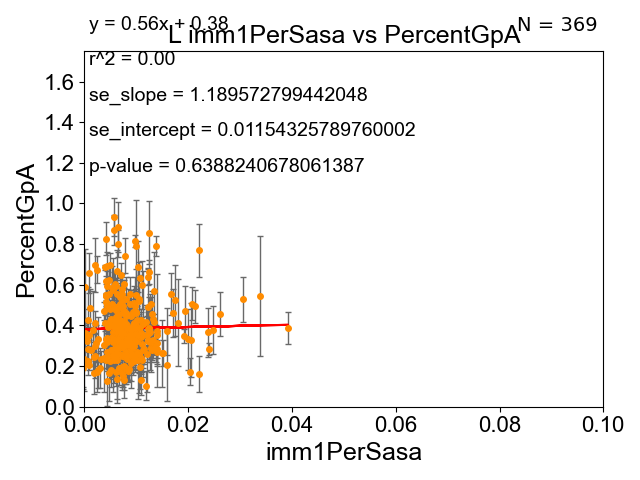 y = 0.56x + 0.38
N = 369
L imm1PerSasa vs PercentGpA
r^2 = 0.00
se_slope = 1.189572799442048
se_intercept = 0.01154325789760002
p-value = 0.6388240678061387
PercentGpA
1.6
1.4
1.2
1.0
0.8
0.6
0.4
0.2
0.0
0.00 0.02 0.04 0.06 0.08 0.10
imm1PerSasa